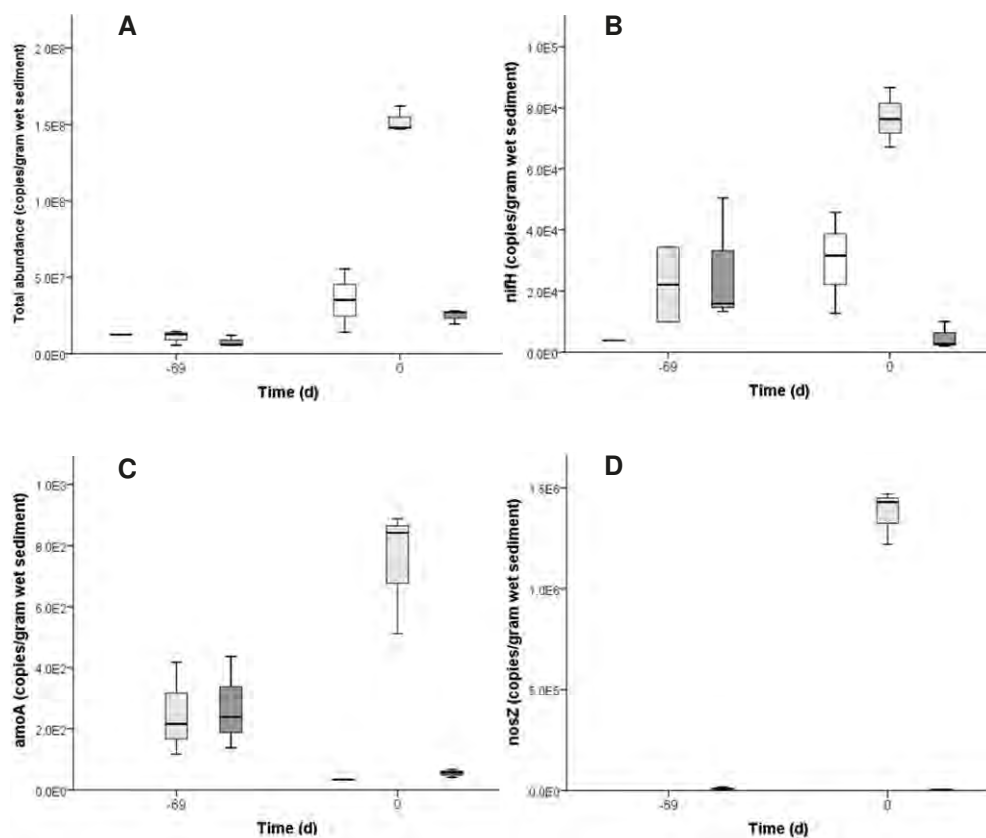 A
Total abundance (copies/gram wet sediment)
2.0E8
1.5E8
1.0E8
5.0E7
0.0E0
-69
0
Time (d)
B
nifH (copies/gram wet sediment)
1.0E5
8.0E4
6.0E4
4.0E4
2.0E4
0.0E0
-69
0
Time (d)
C
amoA (copies/gram wet sediment)
1.0E3
8.0E2
6.0E2
4.0E2
2.0E2
0.0E0
-69
0
Time (d)
D
nosZ (copies/gram wet sediment)
1.5E6
1.0E6
5.0E5
0.0E0
-69
0
Time (d)